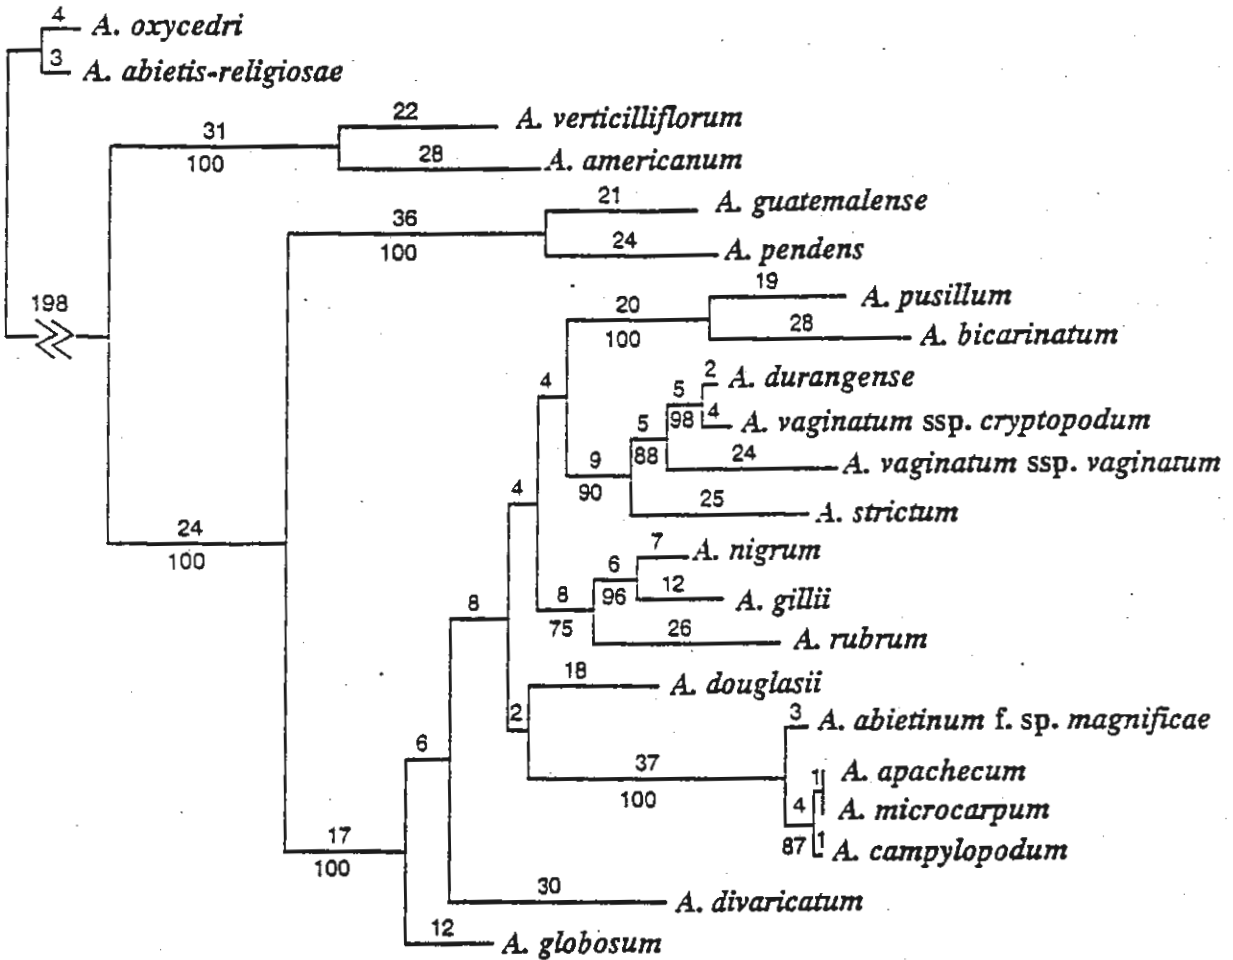 4 A. oxycedri
3 A. abietis-religiosae
22 A. verticilliflorum
31
100
28 A. americanum
21 A. guatemalense
36
100
24 A. pendens
19 A. pusillum
198
20
100
28 A. bicarinatum
2 A. durangense
4
5
98
4 A. vaginatum ssp. cryptopodum
5
88
24 A. vaginatum ssp. vaginatum
9
90
4
25 A. strictum
24
100
7 A. nigrum
6
96
12 A. gillii
8
75
8
26 A. rubrum
18 A. douglasii
2
3 A. abietinum f. sp. magnificae
6
37
100
1 A. apachecum
4
87
A. microcarpum
17
100
1 A. campylopodum
30 A. divaricatum
12 A. globosum